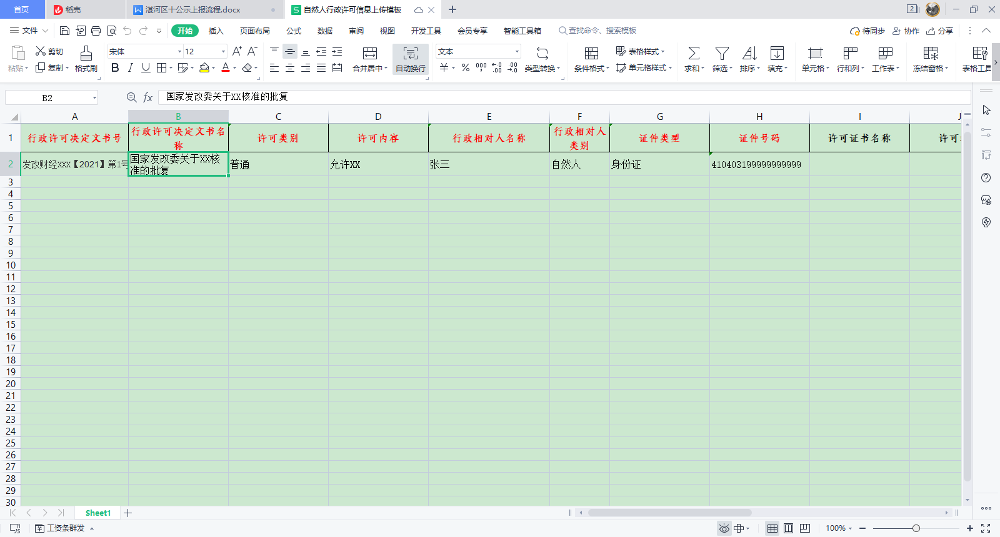 首页 稻壳 湛河区十公示上报流程.docx 自然人行政许可信息上传模板 2
文件 开始 插入 页面布局 公式 数据 审阅 视图 开发工具 会员专享 智能工具箱 查找命令、搜索模板 待同步 协作 分享
剪切 宋体 12 文本 表格样式
粘贴 复制 格式刷 合并居中 自动换行 类型转换 条件格式 单元格样式 求和 筛选 排序 填充 单元格 行和列 工作表 冻结窗格 表格工具
B2 fx 国家发改委关于XX核准的批复
A B C D E F G H I J
1 行政许可决定文书号 行政许可决定文书名称 许可类别 许可内容 行政相对人名称 行政相对人类别 证件类型 证件号码 许可证书名称 许可
2 发改财经XXX【2021】第1号 国家发改委关于XX核准的批复 普通 允许XX 张三 自然人 身份证 410403199999999999
3
4
5
6
7
8
9
10
11
12
13
14
15
16
17
18
19
20
21
22
23
24
25
26
27
28
29
30
Sheet1
工资条群发 100%